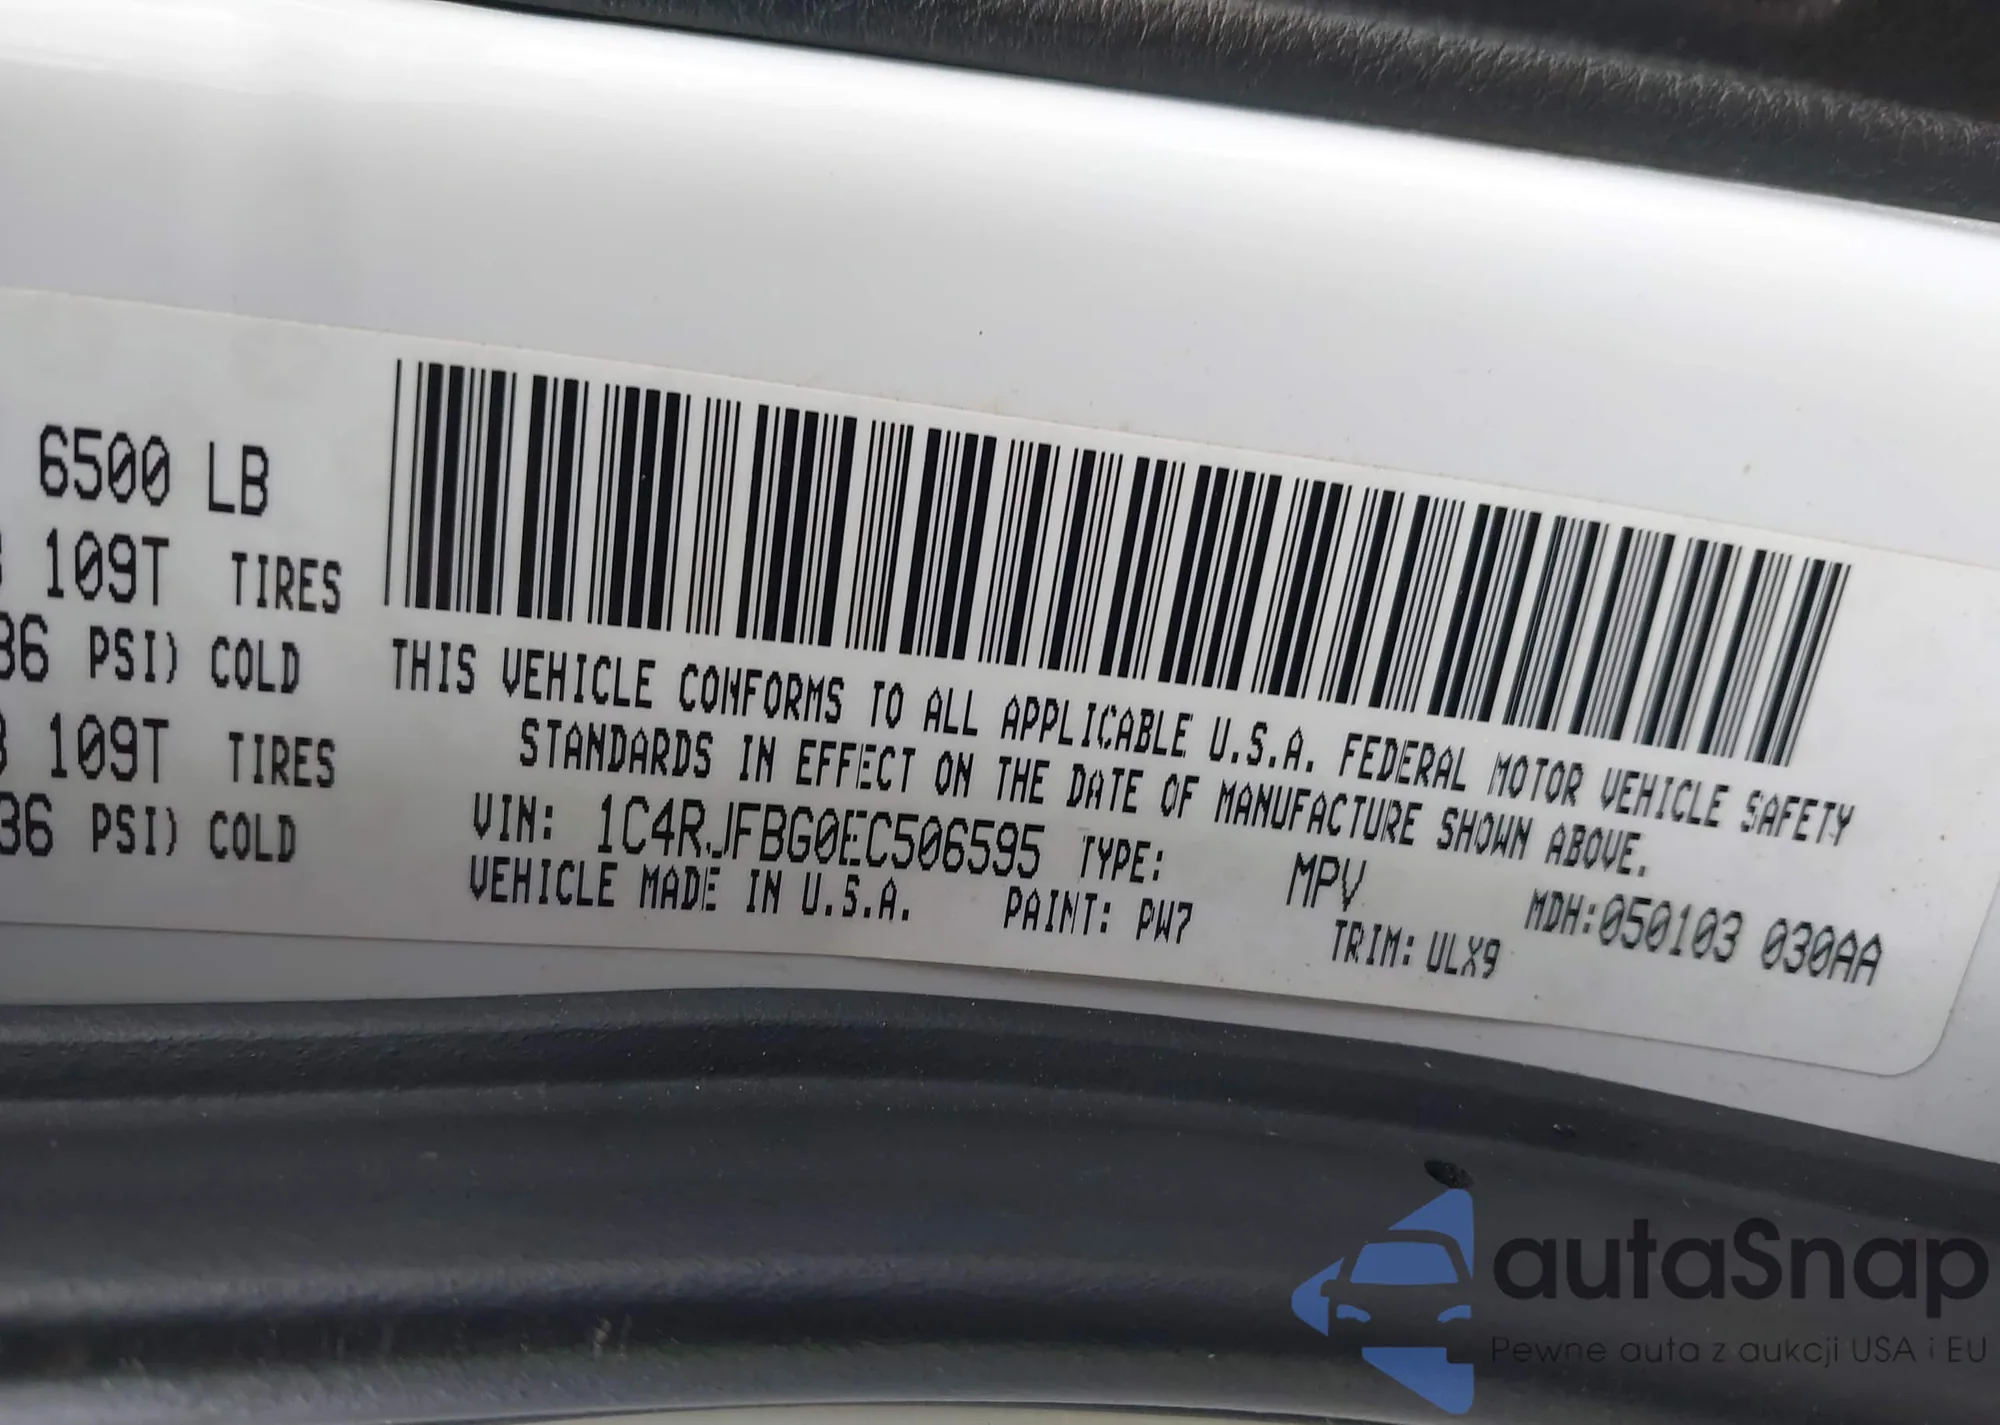 6500 LB
109T TIRES
36 PSI) COLD
109T TIRES
36 PSI) COLD
THIS VEHICLE CONFORMS TO ALL APPLICABLE U.S.A. FEDERAL MOTOR VEHICLE SAFETY
STANDARDS IN EFFECT ON THE DATE OF MANUFACTURE SHOWN ABOVE.
VIN: 1C4RJFBG0EC506595 TYPE: MPV MDH:050103 030AA
VEHICLE MADE IN U.S.A. PAINT: PW7 TRIM: ULX9
autaSnap
Pewne auta z aukcji USA i EU